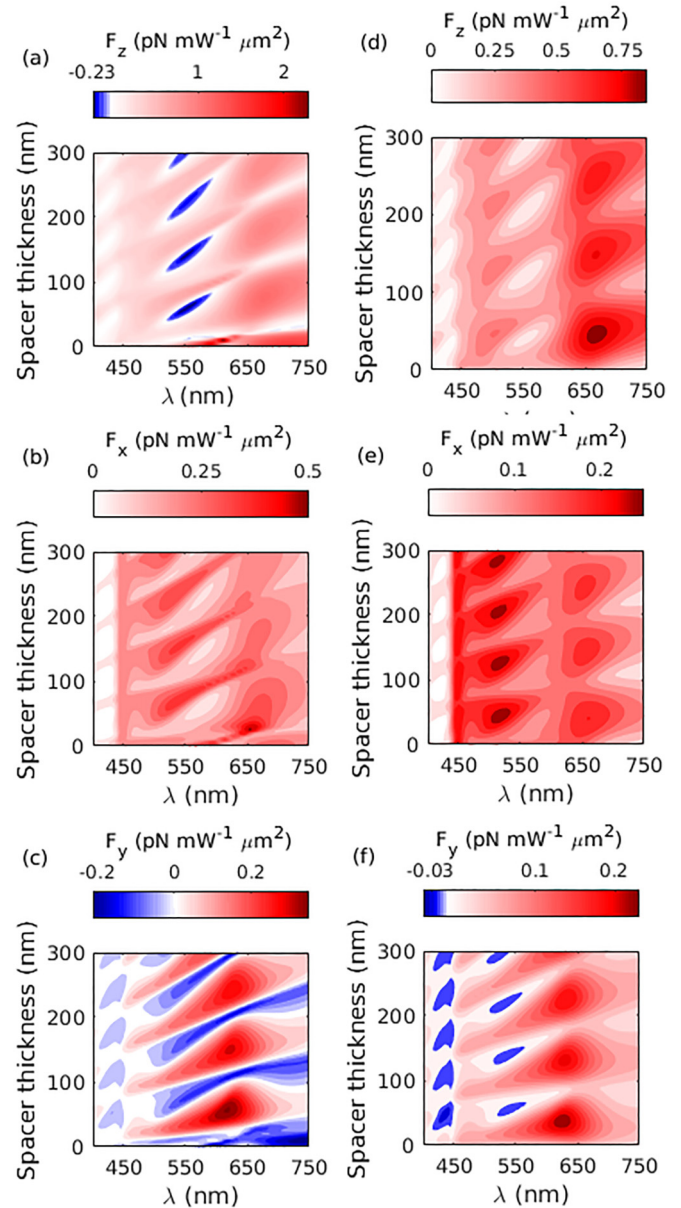 (a)
F_z (pN mW⁻¹ μm²)
-0.23 1 2
Spacer thickness (nm)
300
200
100
0
450 550 650 750
λ (nm)
(d)
F_z (pN mW⁻¹ μm²)
0 0.25 0.5 0.75
Spacer thickness (nm)
300
200
100
0
450 550 650 750
(b)
F_x (pN mW⁻¹ μm²)
0 0.25 0.5
Spacer thickness (nm)
300
200
100
0
450 550 650 750
λ (nm)
(e)
F_x (pN mW⁻¹ μm²)
0 0.1 0.2
Spacer thickness (nm)
300
200
100
0
450 550 650 750
λ (nm)
(c)
F_y (pN mW⁻¹ μm²)
-0.2 0 0.2
Spacer thickness (nm)
300
200
100
0
450 550 650 750
λ (nm)
(f)
F_y (pN mW⁻¹ μm²)
-0.03 0.1 0.2
Spacer thickness (nm)
300
200
100
0
450 550 650 750
λ (nm)